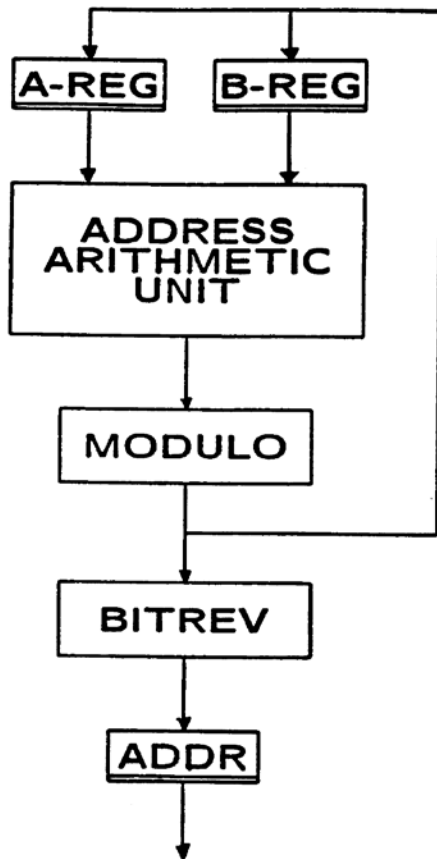 A-REG
B-REG
ADDRESS
ARITHMETIC
UNIT
MODULO
BITREV
ADDR